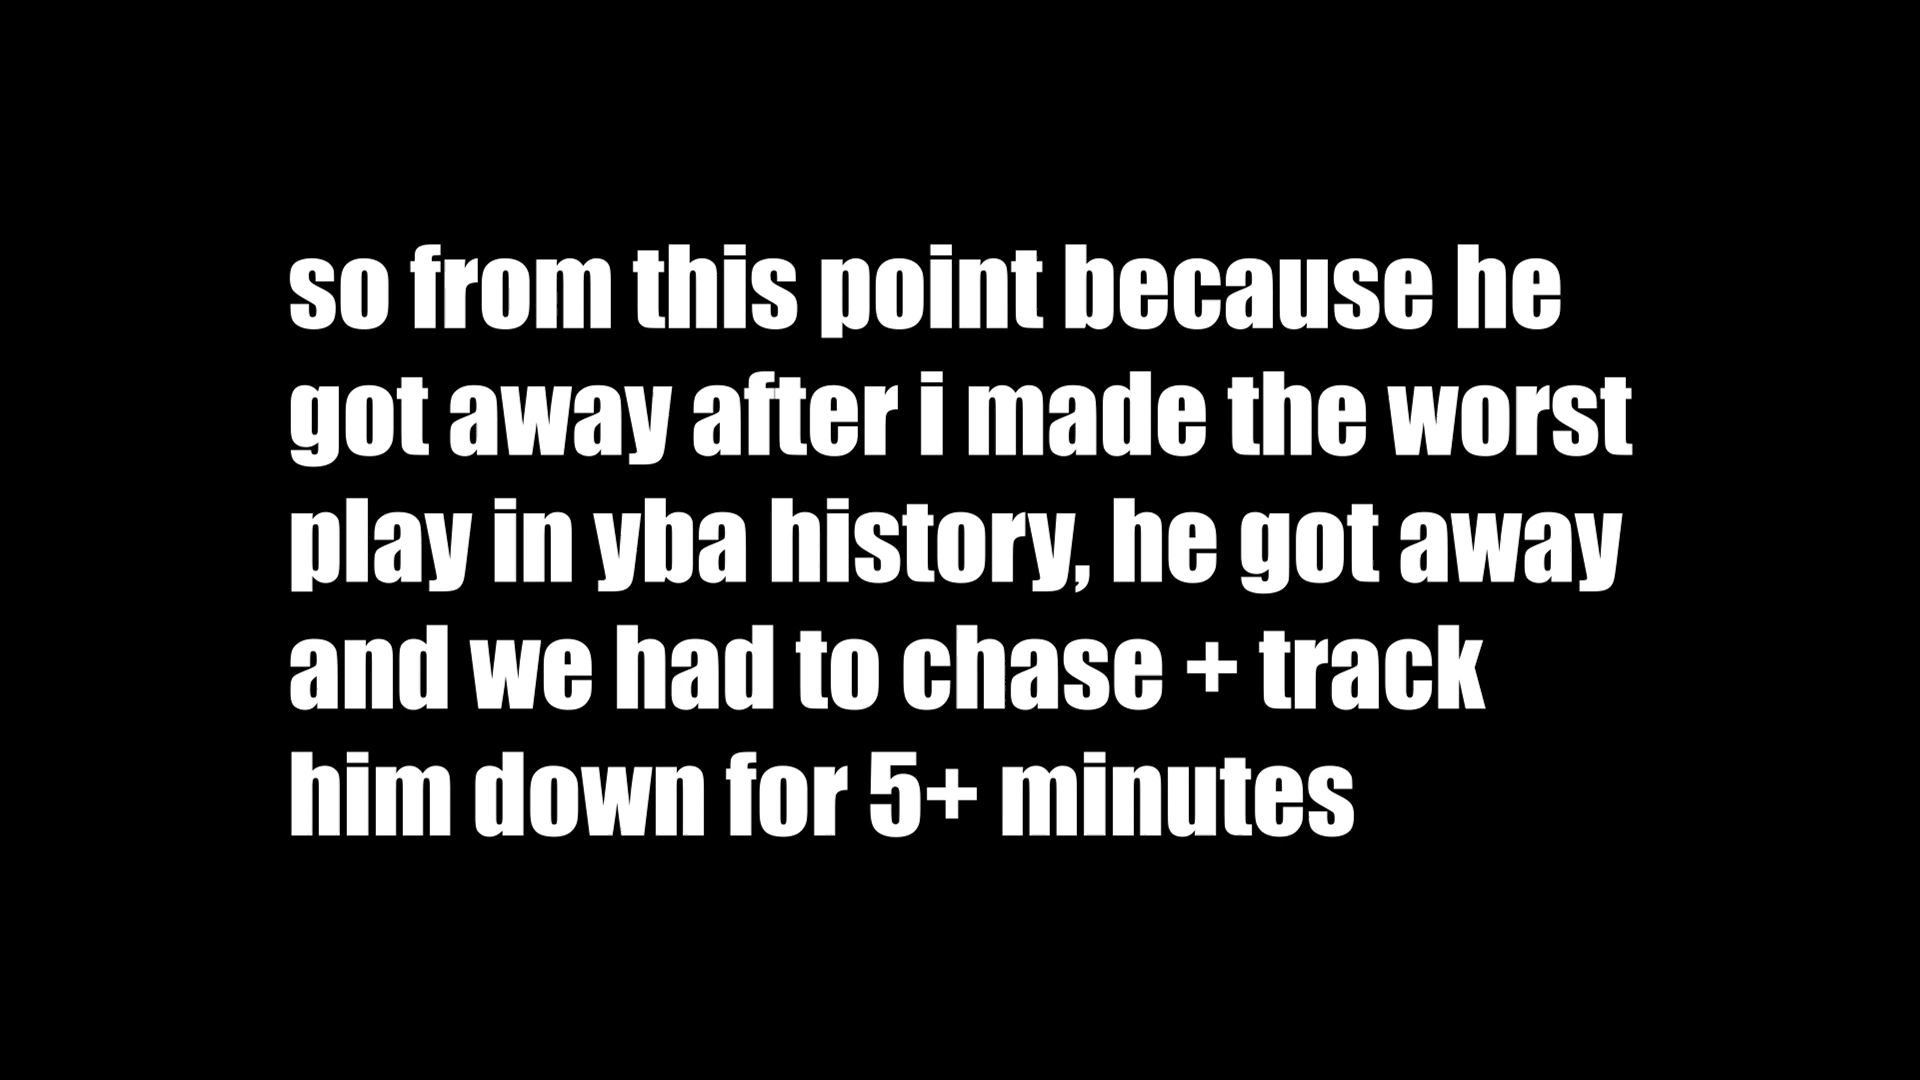 so from this point because he
got away after i made the worst
play in yba history, he got away
and we had to chase + track
him down for 5+ minutes